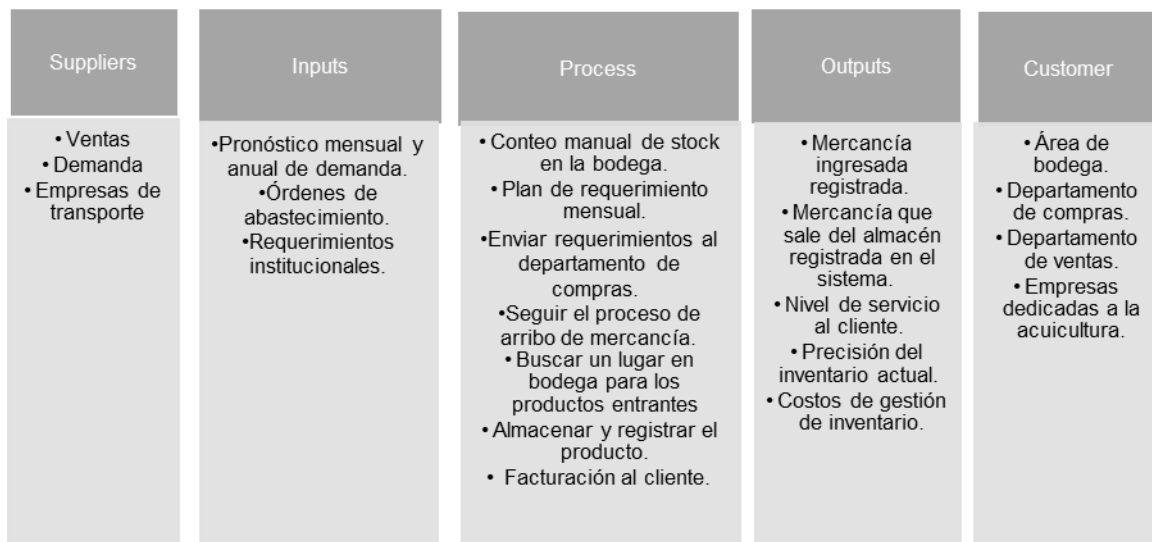 Suppliers
• Ventas
• Demanda
• Empresas de
transporte
Inputs
•Pronóstico mensual y
anual de demanda.
•Órdenes de
abastecimiento.
•Requerimientos
institucionales.
Process
• Conteo manual de stock
en la bodega.
• Plan de requerimiento
mensual.
•Enviar requerimientos al
departamento de
compras.
•Seguir el proceso de
arribo de mercancía.
• Buscar un lugar en
bodega para los
productos entrantes
• Almacenar y registrar el
producto.
• Facturación al cliente.
Outputs
• Mercancía
ingresada
registrada.
• Mercancía que
sale del almacén
registrada en el
sistema.
• Nivel de servicio
al cliente.
• Precisión del
inventario actual.
• Costos de gestión
de inventario.
Customer
• Área de
bodega.
• Departamento
de compras.
• Departamento
de ventas.
• Empresas
dedicadas a la
acuicultura.